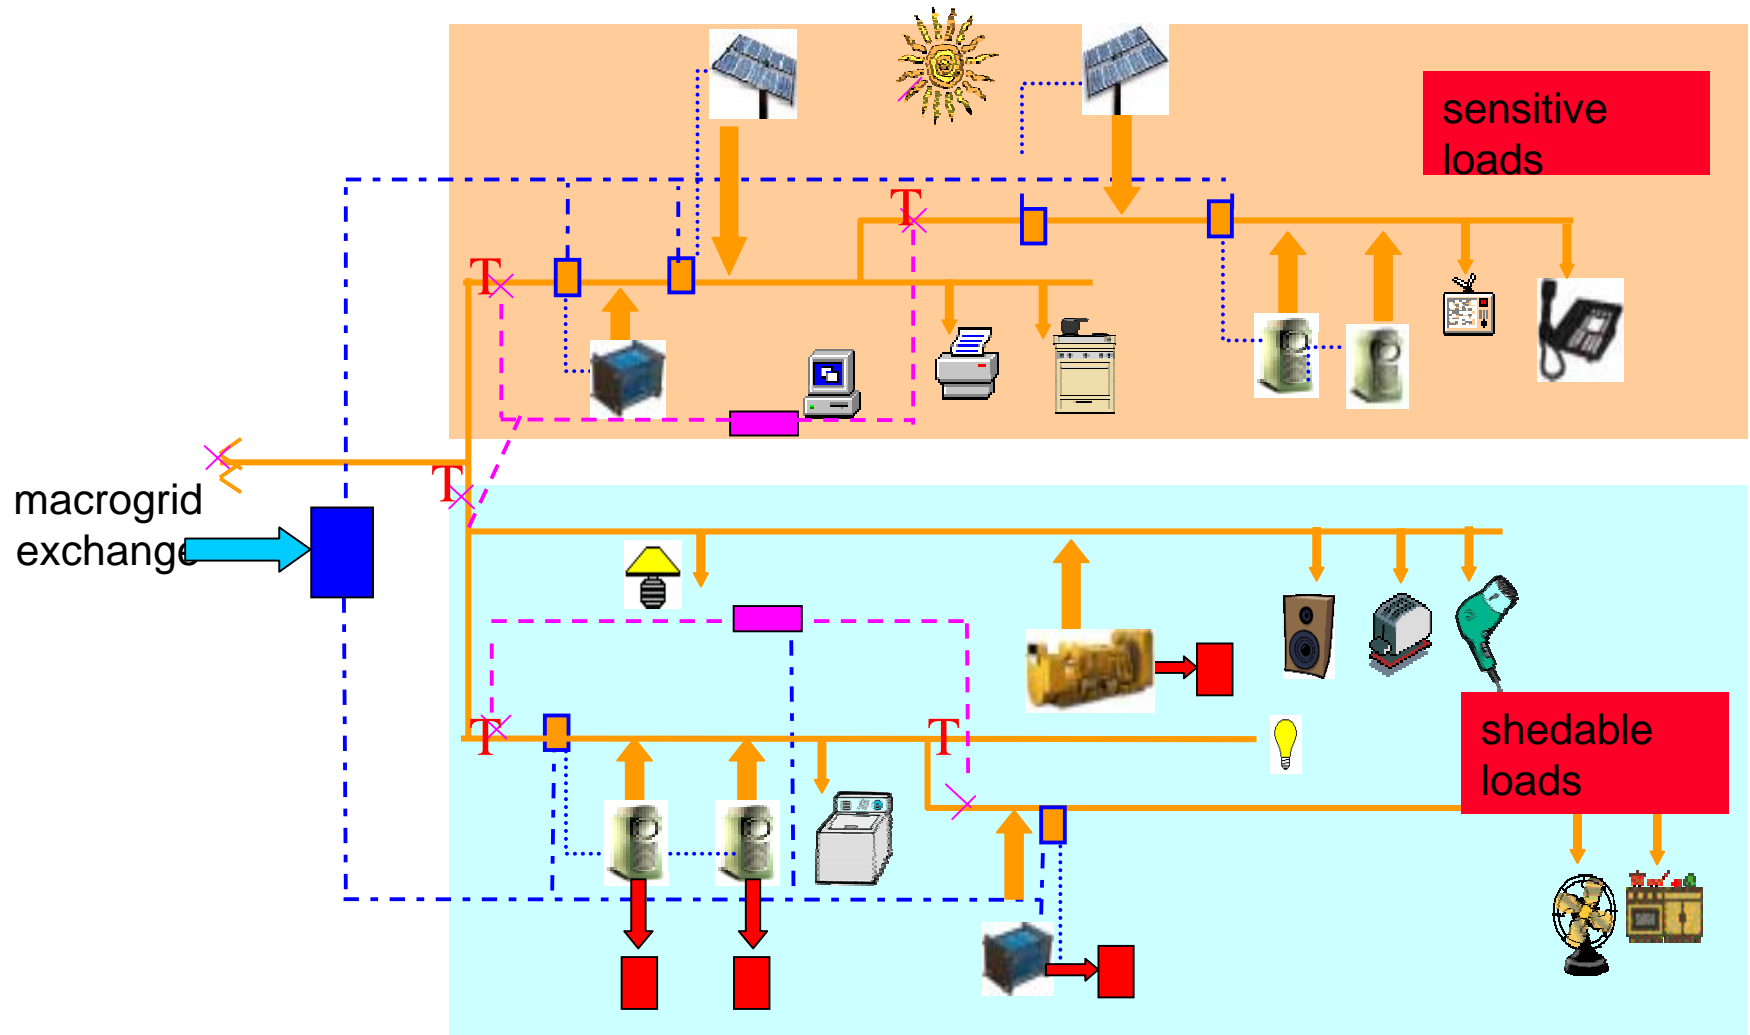 sensitive
loads
T
T
T
macrogrid
exchange
T
T
shedable
loads